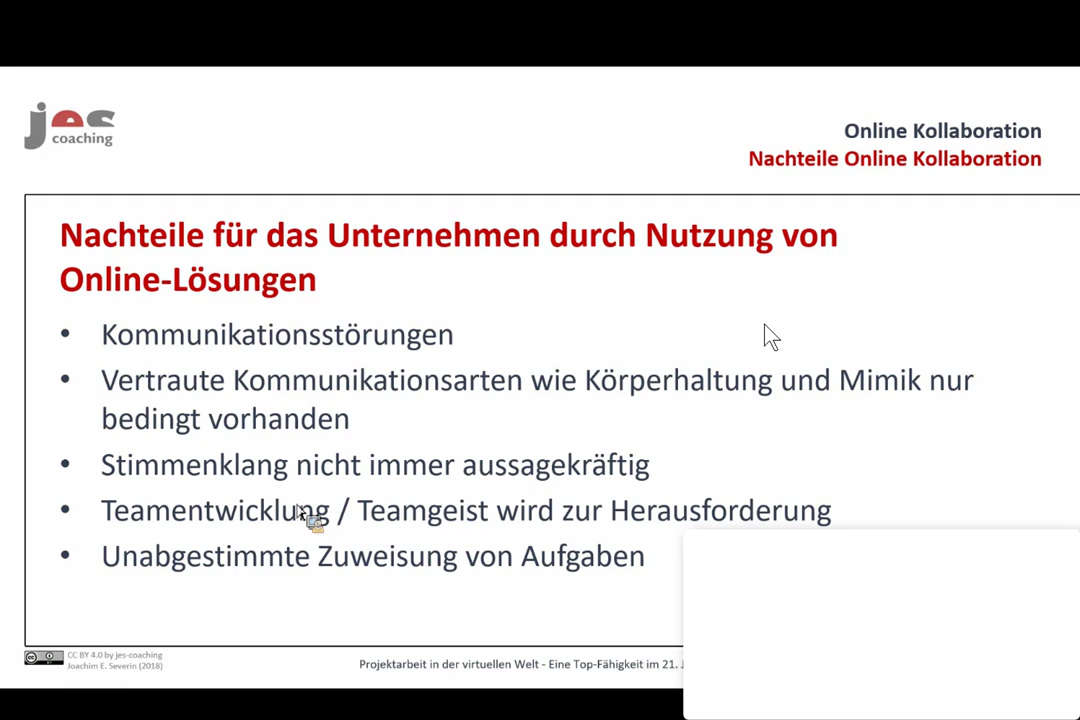 jes
coaching
Online Kollaboration
Nachteile Online Kollaboration
Nachteile für das Unternehmen durch Nutzung von
Online-Lösungen
• Kommunikationsstörungen
• Vertraute Kommunikationsarten wie Körperhaltung und Mimik nur
bedingt vorhanden
• Stimmenklang nicht immer aussagekräftig
• Teamentwicklung / Teamgeist wird zur Herausforderung
• Unabgestimmte Zuweisung von Aufgaben
CC BY 4.0 by jes-coaching
Joachim E. Severin (2018)
Projektarbeit in der virtuellen Welt - Eine Top-Fähigkeit im 21.